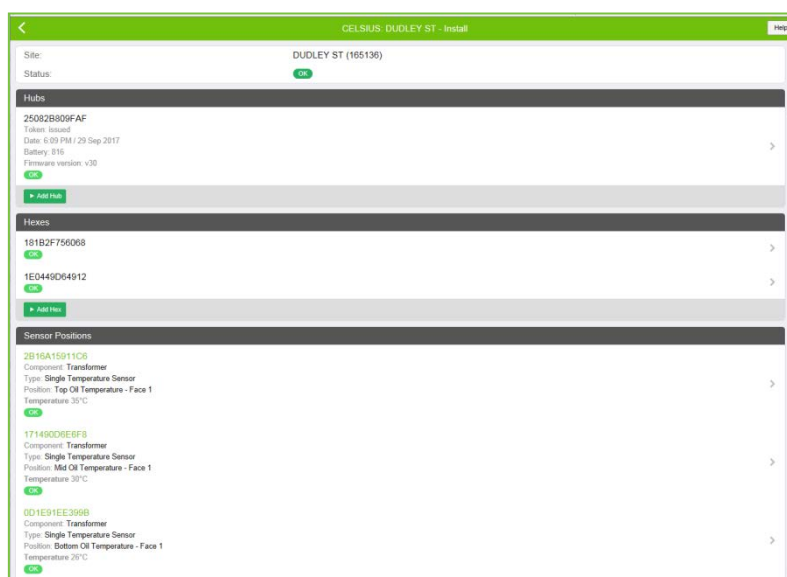 CELSIUS: DUDLEY ST - Install
Help
Site: DUDLEY ST (165136)
Status: OK
Hubs
25082B809FAF
Token: issued
Date: 6:09 PM / 29 Sep 2017
Battery: 816
Firmware version: v30
OK
Add Hub
Hexes
181B2F756068
OK
1E0449D64912
OK
Add Hex
Sensor Positions
2B16A15911C6
Component: Transformer
Type: Single Temperature Sensor
Position: Top Oil Temperature - Face 1
Temperature 35°C
OK
171490D6E6F8
Component: Transformer
Type: Single Temperature Sensor
Position: Mid Oil Temperature - Face 1
Temperature 30°C
OK
0D1E91EE399B
Component: Transformer
Type: Single Temperature Sensor
Position: Bottom Oil Temperature - Face 1
Temperature 26°C
OK